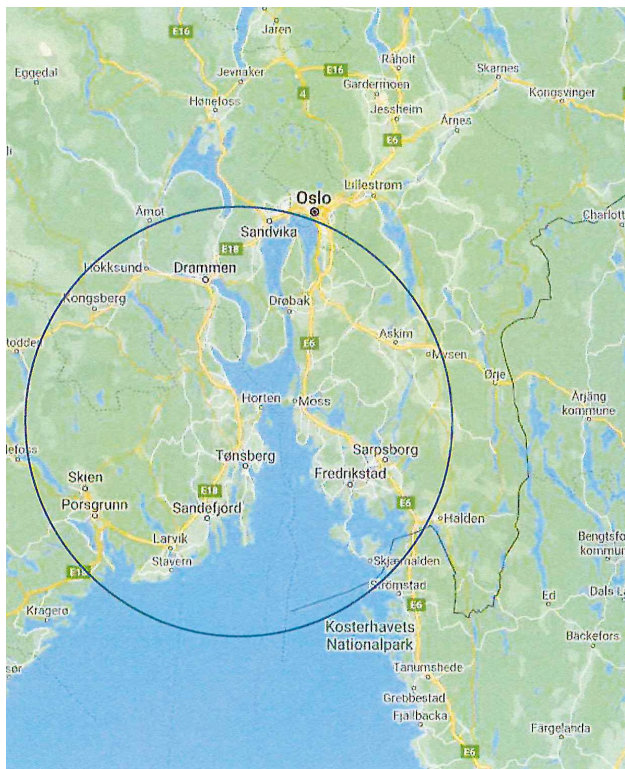 E16
Jaren
Eggedal
Jevnaker
E16
Råholt
Gardermoen
Skarnes
Kongsvinger
4
Hønefoss
Jessheim
Årnes
E6
Lillestrøm
Oslo
Åmot
Sandvika
Charlott
E18
Hokksund
Drammen
Kongsberg
Drøbak
E6
Askim
Mysen
Ørje
Årjäng
kommune
Horten
Moss
Tønsberg
Sarpsborg
Skien
Fredrikstad
Porsgrunn
E18
Sandefjord
E6
Halden
Larvik
Stavern
Bengtsfo
kommun
Skjærhalden
Strömstad
Kragerø
E6
Ed
Dals L
Kosterhavets
Nationalpark
Bäckefors
Tanumshede
Grebbestad
Fjällbacka
Färgelanda
E6